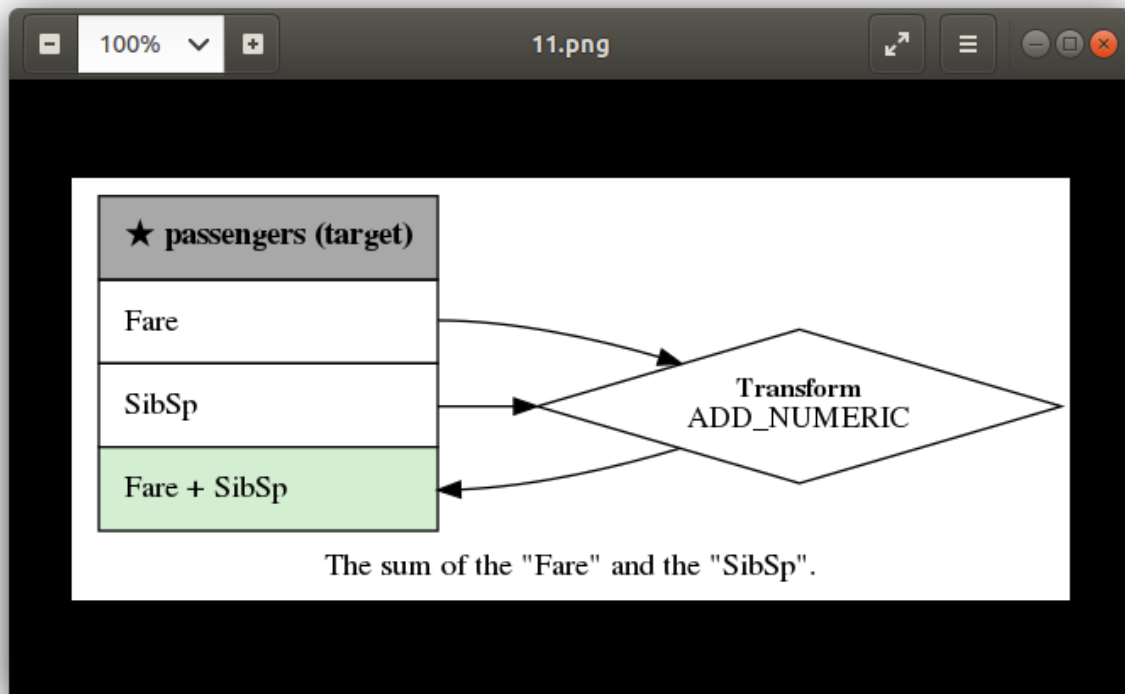 100%
11.png
★ passengers (target)
Fare
SibSp
Fare + SibSp
Transform
ADD_NUMERIC
The sum of the "Fare" and the "SibSp".